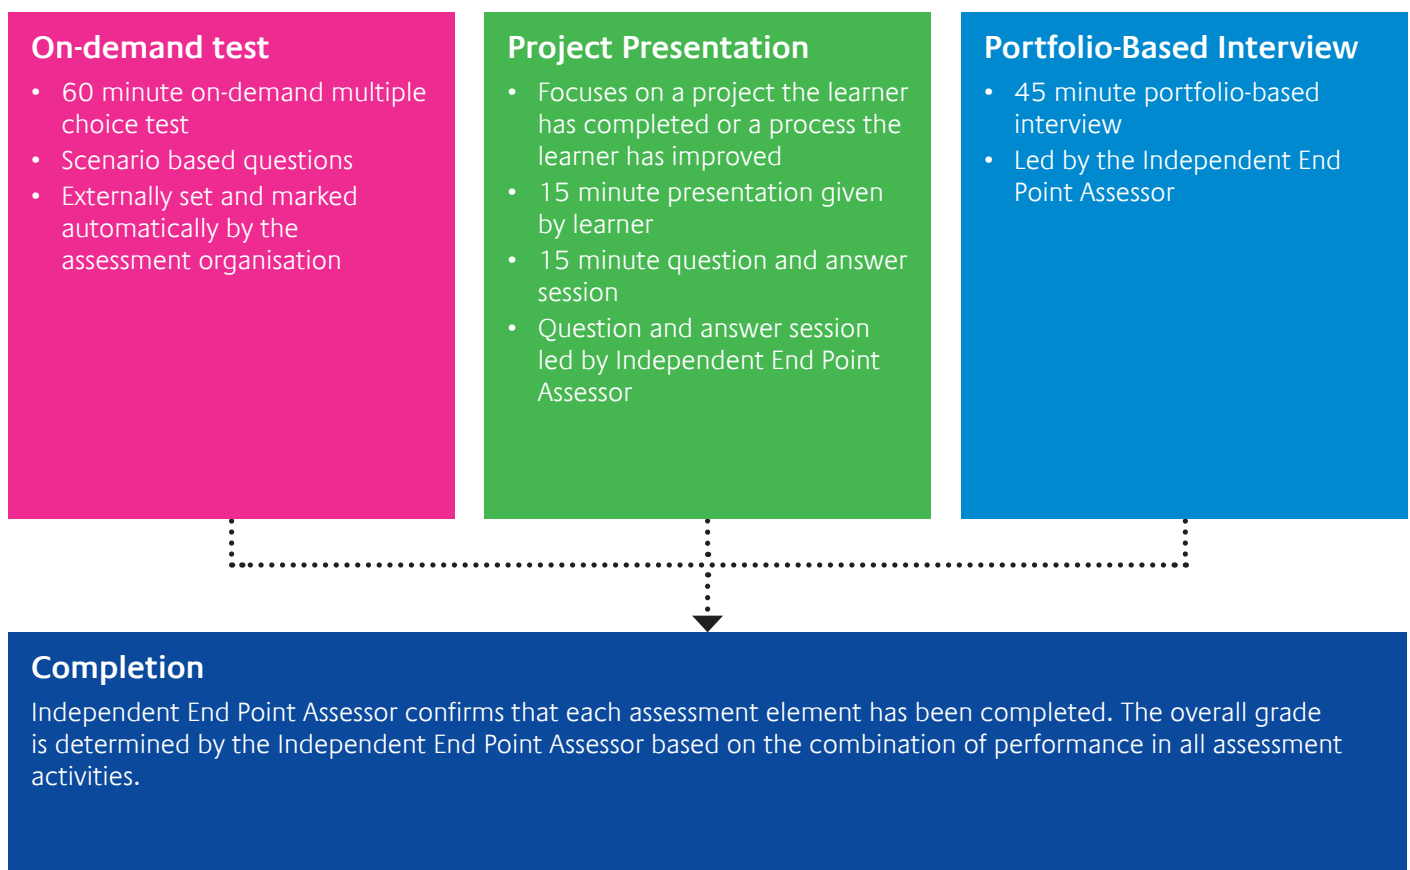 On-demand test
• 60 minute on-demand multiple
choice test
• Scenario based questions
• Externally set and marked
automatically by the
assessment organisation
Project Presentation
• Focuses on a project the learner
has completed or a process the
learner has improved
• 15 minute presentation given
by learner
• 15 minute question and answer
session
• Question and answer session
led by Independent End Point
Assessor
Portfolio-Based Interview
• 45 minute portfolio-based
interview
• Led by the Independent End
Point Assessor
Completion
Independent End Point Assessor confirms that each assessment element has been completed. The overall grade
is determined by the Independent End Point Assessor based on the combination of performance in all assessment
activities.